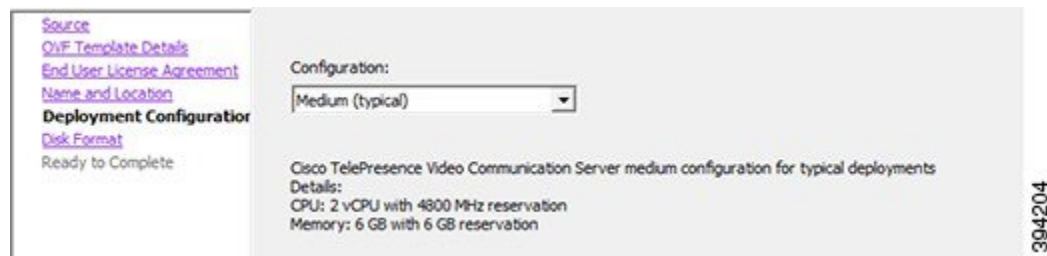 Source
OVF Template Details
End User License Agreement
Name and Location
Deployment Configuration
Disk Format
Ready to Complete
Configuration:
Medium (typical)
Cisco TelePresence Video Communication Server medium configuration for typical deployments
Details:
CPU: 2 vCPU with 4800 MHz reservation
Memory: 6 GB with 6 GB reservation
394204